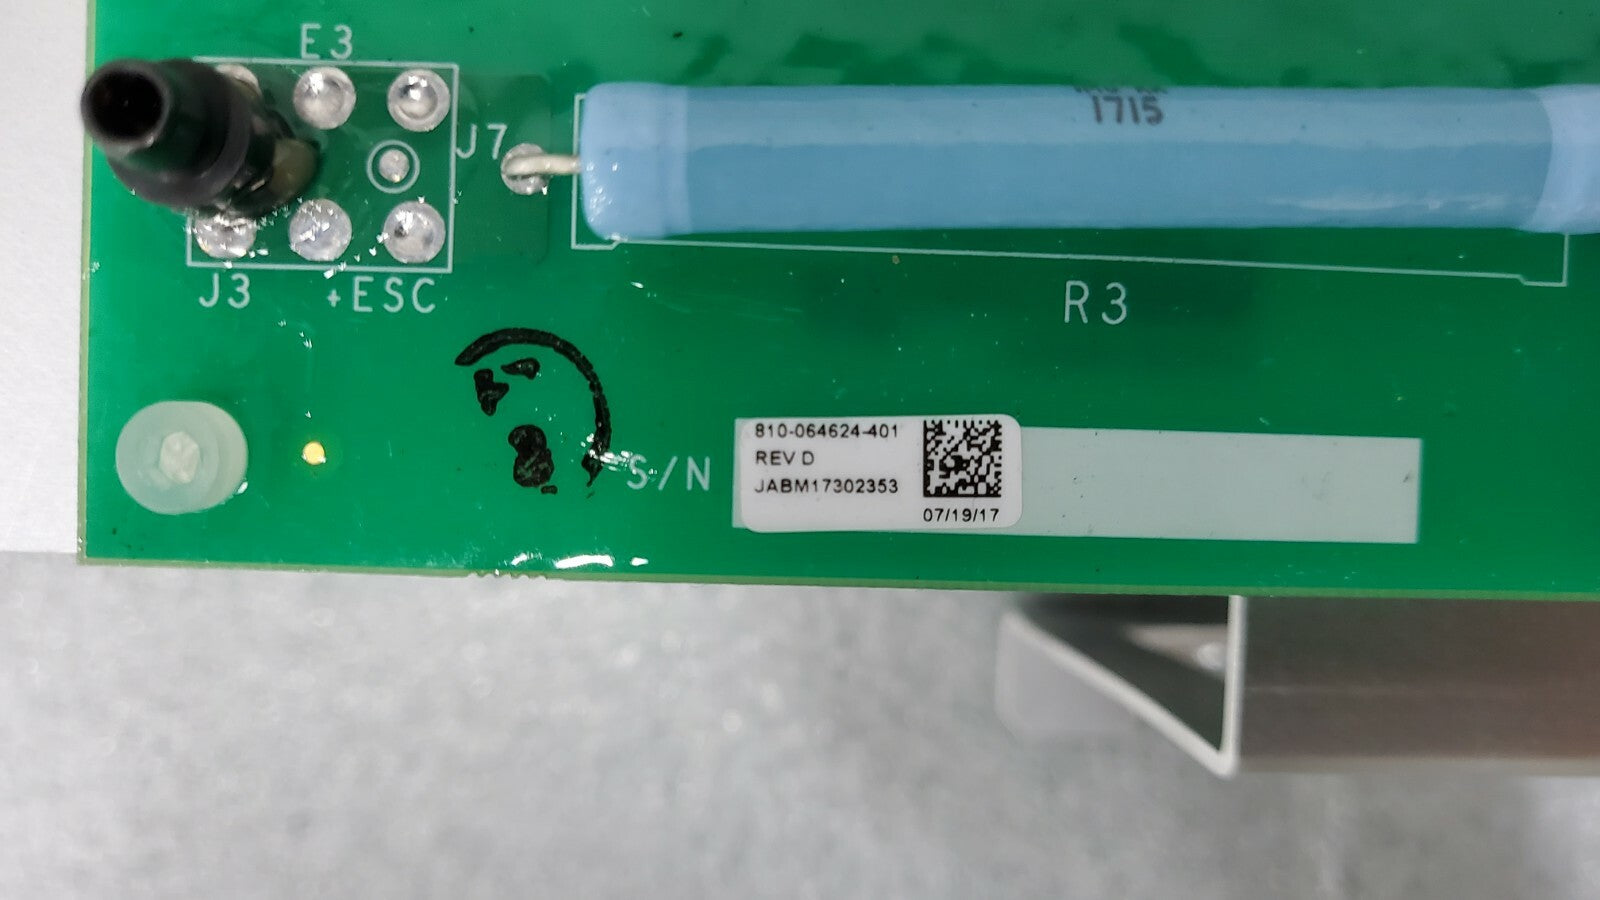 E3
1715
J7
J3
+ESC
R3
S/N
810-064624-401
REV D
JABM17302353
07/19/17